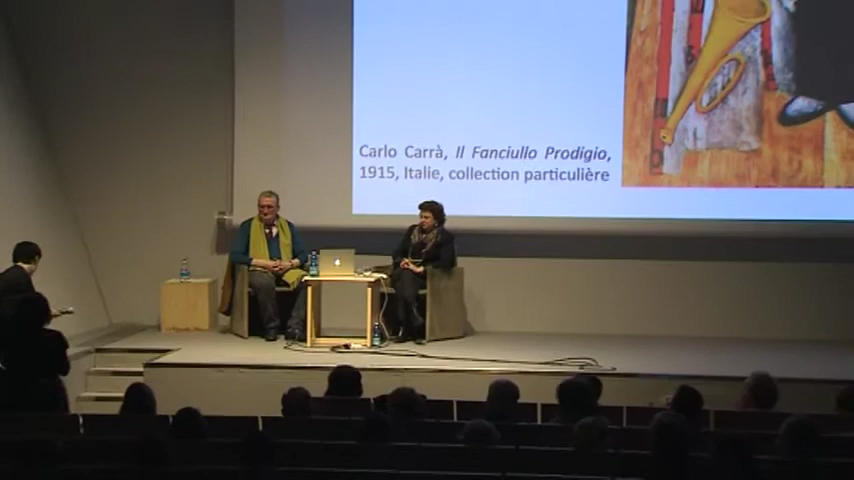 Carlo Carrà, Il Fanciullo Prodigio,
1915, Italie, collection particulière